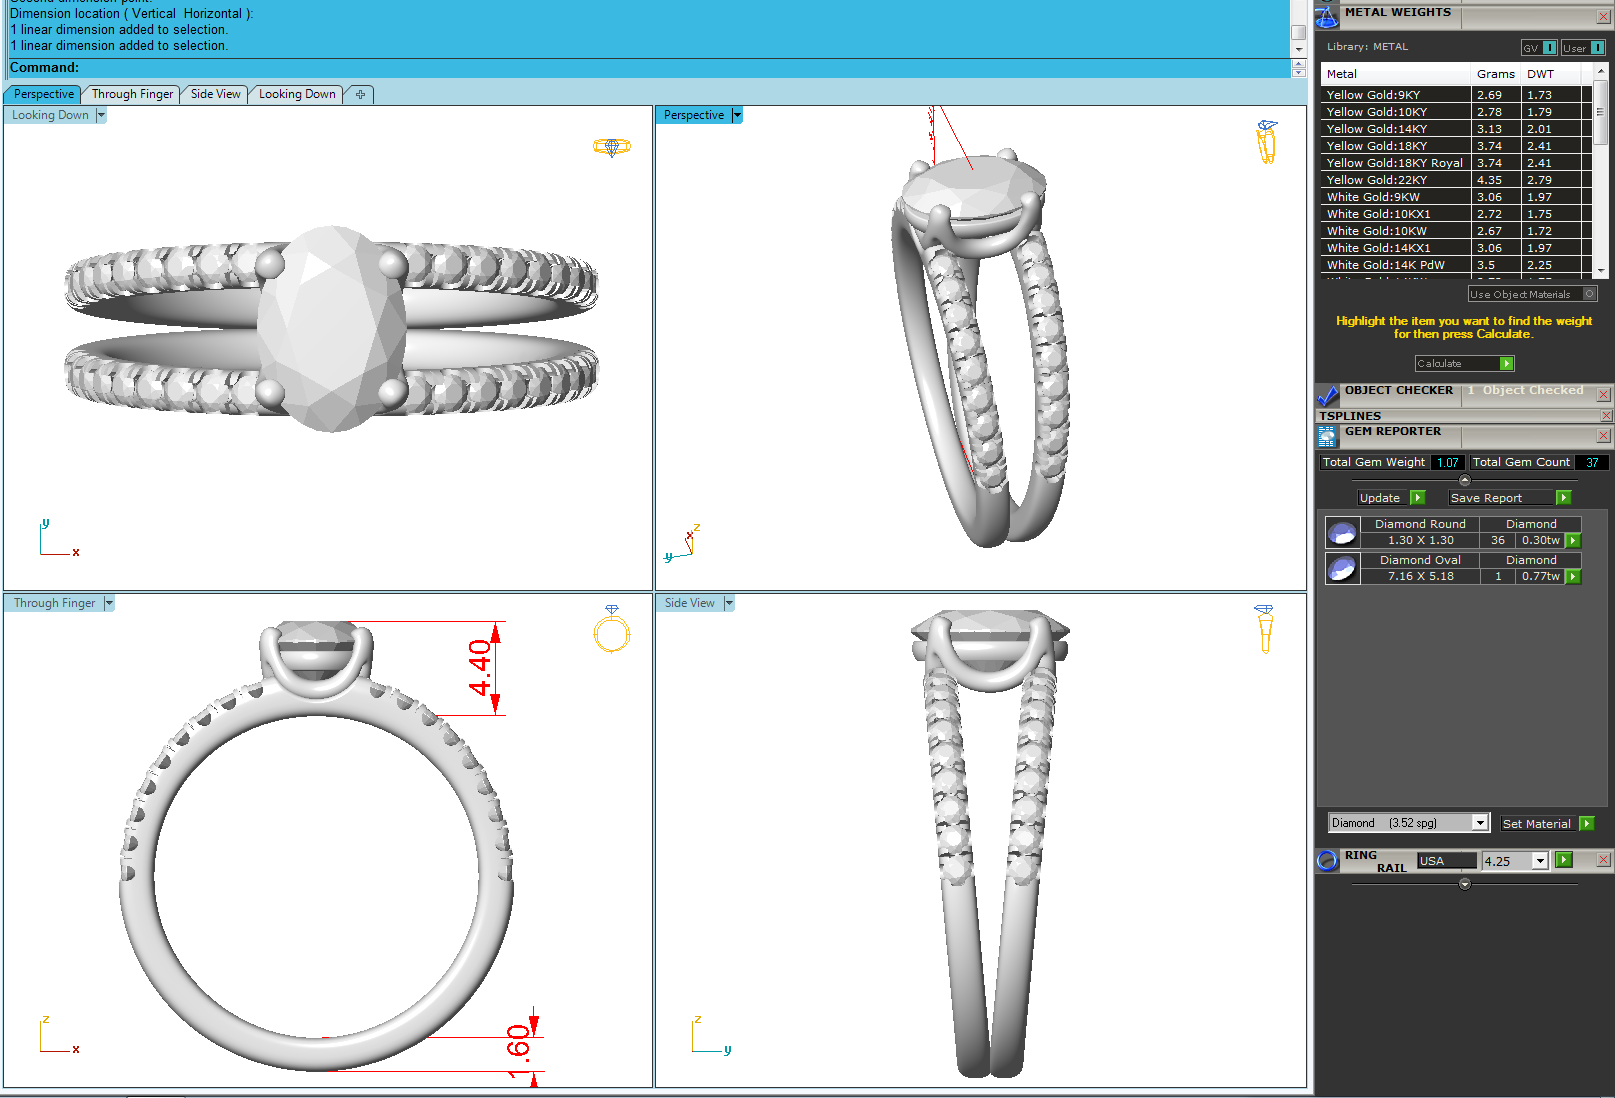 Second dimension point:
Dimension location ( Vertical  Horizontal ):
1 linear dimension added to selection.
1 linear dimension added to selection.
Command:
Perspective Through Finger Side View Looking Down
Looking Down
Perspective
y
x
z
x
y
Through Finger
Side View
4.40
1.60
z
x
z
y
METAL WEIGHTS
Library: METAL GV I User I
Metal Grams DWT
Yellow Gold:9KY 2.69 1.73
Yellow Gold:10KY 2.78 1.79
Yellow Gold:14KY 3.13 2.01
Yellow Gold:18KY 3.74 2.41
Yellow Gold:18KY Royal 3.74 2.41
Yellow Gold:22KY 4.35 2.79
White Gold:9KW 3.06 1.97
White Gold:10KX1 2.72 1.75
White Gold:10KW 2.67 1.72
White Gold:14KX1 3.06 1.97
White Gold:14K PdW 3.5 2.25
Use Object Materials
Highlight the item you want to find the weight
for then press Calculate.
Calculate
OBJECT CHECKER 1 Object Checked
TSPLINES
GEM REPORTER
Total Gem Weight 1.07 Total Gem Count 37
Update Save Report
Diamond Round Diamond
1.30 X 1.30 36 0.30tw
Diamond Oval Diamond
7.16 X 5.18 1 0.77tw
Diamond (3.52 spg) Set Material
RING RAIL USA 4.25